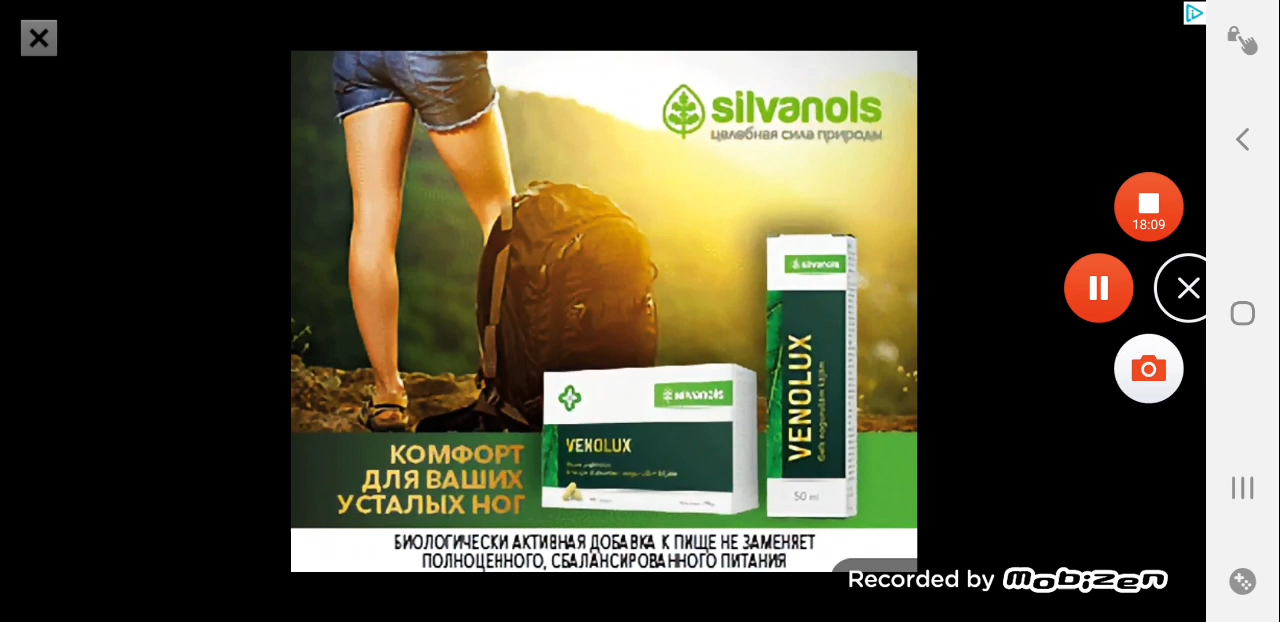 silvanols
целебная сила природы
18:09
silvanols
silvanols
VENOLUX
VENOLUX
50 ml
КОМФОРТ
ДЛЯ ВАШИХ
УСТАЛЫХ НОГ
БИОЛОГИЧЕСКИ АКТИВНАЯ ДОБАВКА К ПИЩЕ НЕ ЗАМЕНЯЕТ
ПОЛНОЦЕННОГО, СБАЛАНСИРОВАННОГО ПИТАНИЯ
Recorded by MOBIZEN